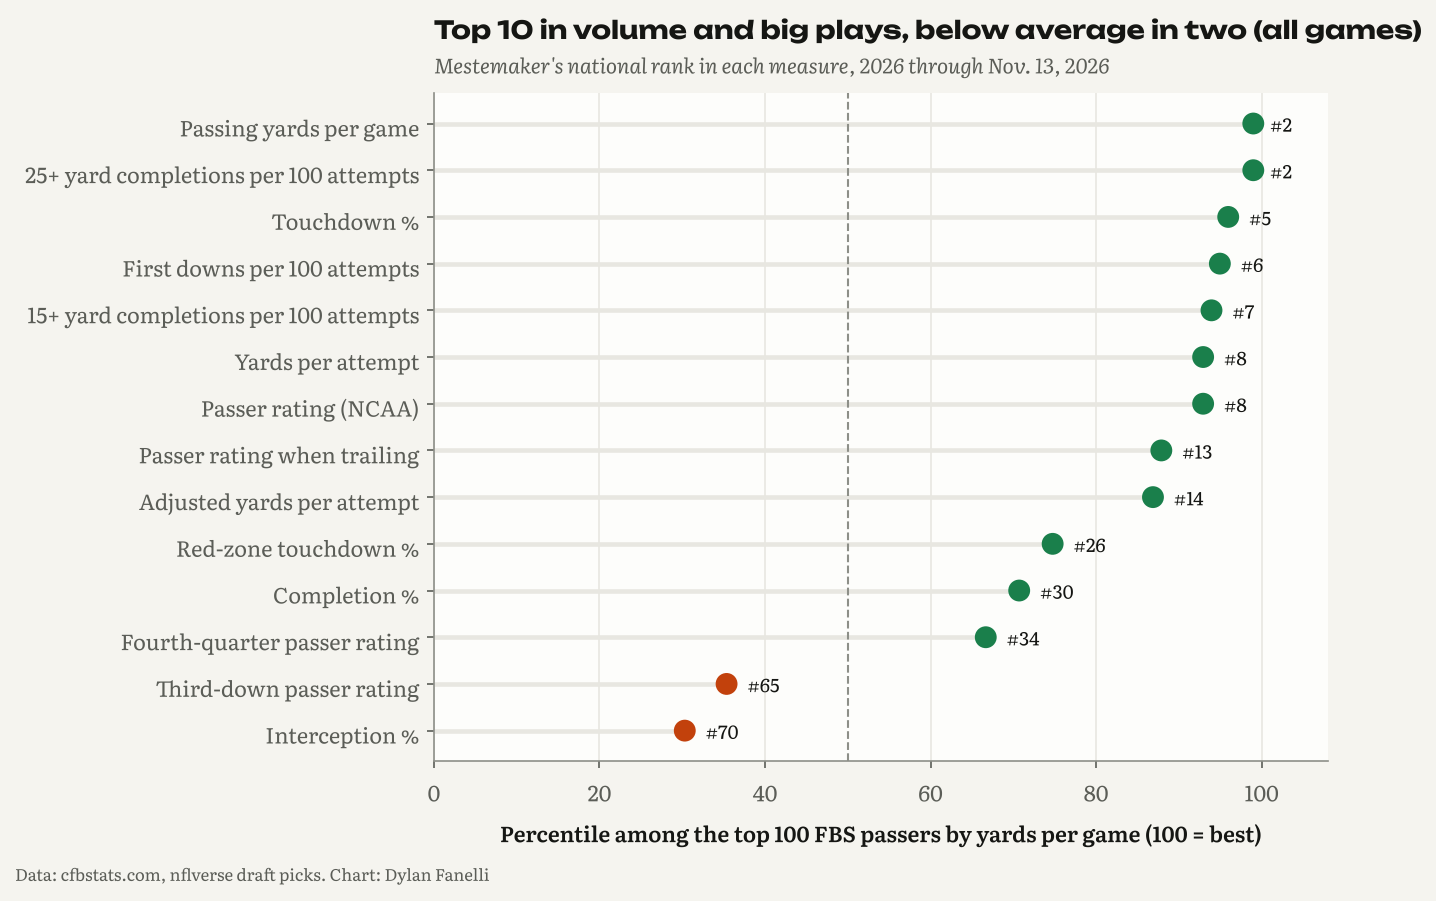 Top 10 in volume and big plays, below average in two (all games)
Mestemaker's national rank in each measure, 2026 through Nov. 13, 2026
Passing yards per game #2
25+ yard completions per 100 attempts #2
Touchdown % #5
First downs per 100 attempts #6
15+ yard completions per 100 attempts #7
Yards per attempt #8
Passer rating (NCAA) #8
Passer rating when trailing #13
Adjusted yards per attempt #14
Red-zone touchdown % #26
Completion % #30
Fourth-quarter passer rating #34
Third-down passer rating #65
Interception % #70
0 20 40 60 80 100
Percentile among the top 100 FBS passers by yards per game (100 = best)
Data: cfbstats.com, nflverse draft picks. Chart: Dylan Fanelli